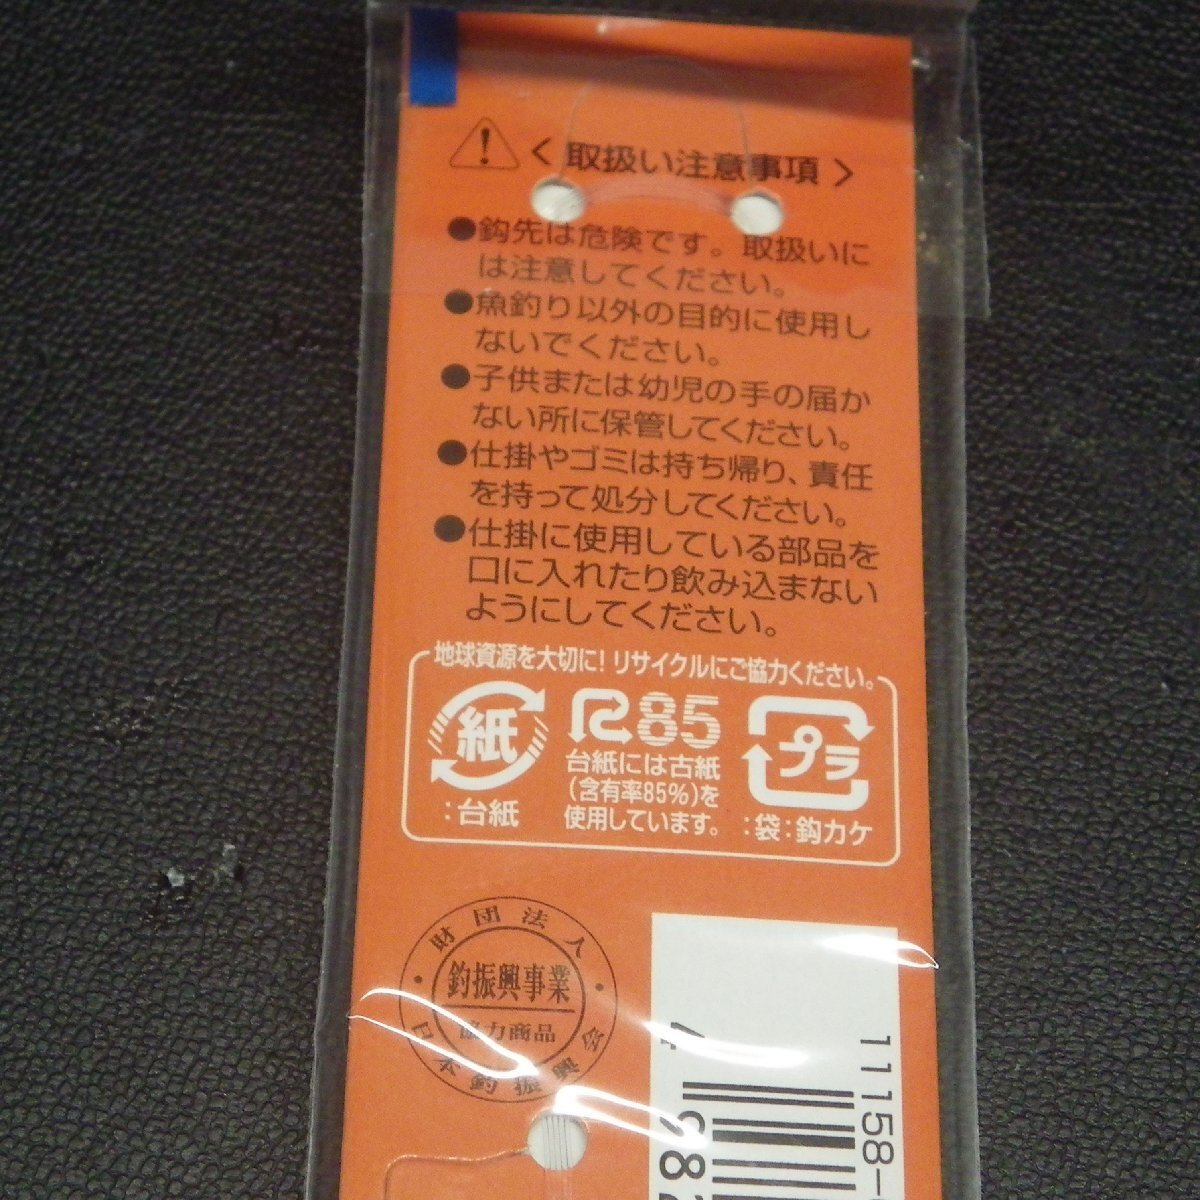 ＜ 取扱い注意事項 ＞
●鈎先は危険です。取扱いに
は注意してください。
●魚釣り以外の目的に使用し
ないでください。
●子供または幼児の手の届か
ない所に保管してください。
●仕掛やゴミは持ち帰り、責任
を持って処分してください。
●仕掛に使用している部品を
口に入れたり飲み込まない
ようにしてください。
地球資源を大切に！リサイクルにご協力ください。
紙
：台紙
R85
台紙には古紙
（含有率85％）を
使用しています。
プラ
：袋：鈎カケ
財団法人
釣振興事業
協力商品
日本釣振興会
11158-
4 982